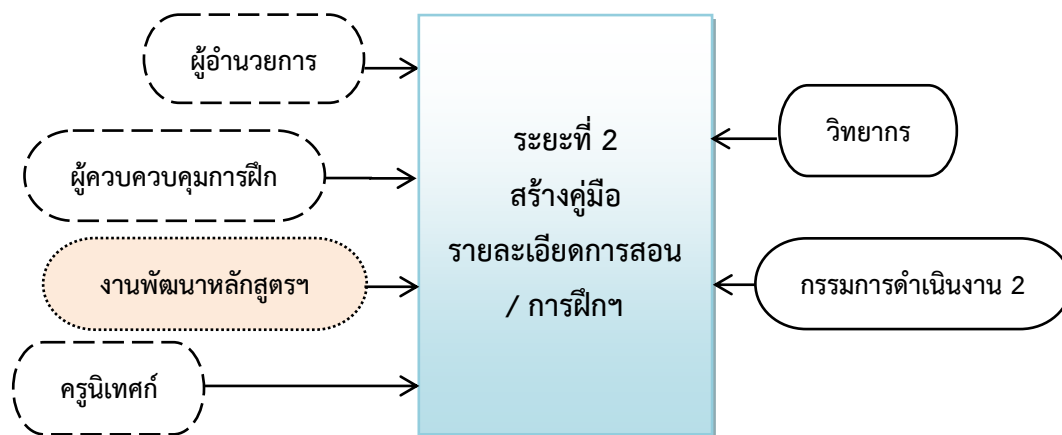 ผู้อำนวยการ
ผู้ควบควบคุมการฝึก
งานพัฒนาหลักสูตรฯ
ครูนิเทศก์
ระยะที่ 2
สร้างคู่มือ
รายละเอียดการสอน
/ การฝึกฯ
วิทยากร
กรรมการดำเนินงาน 2